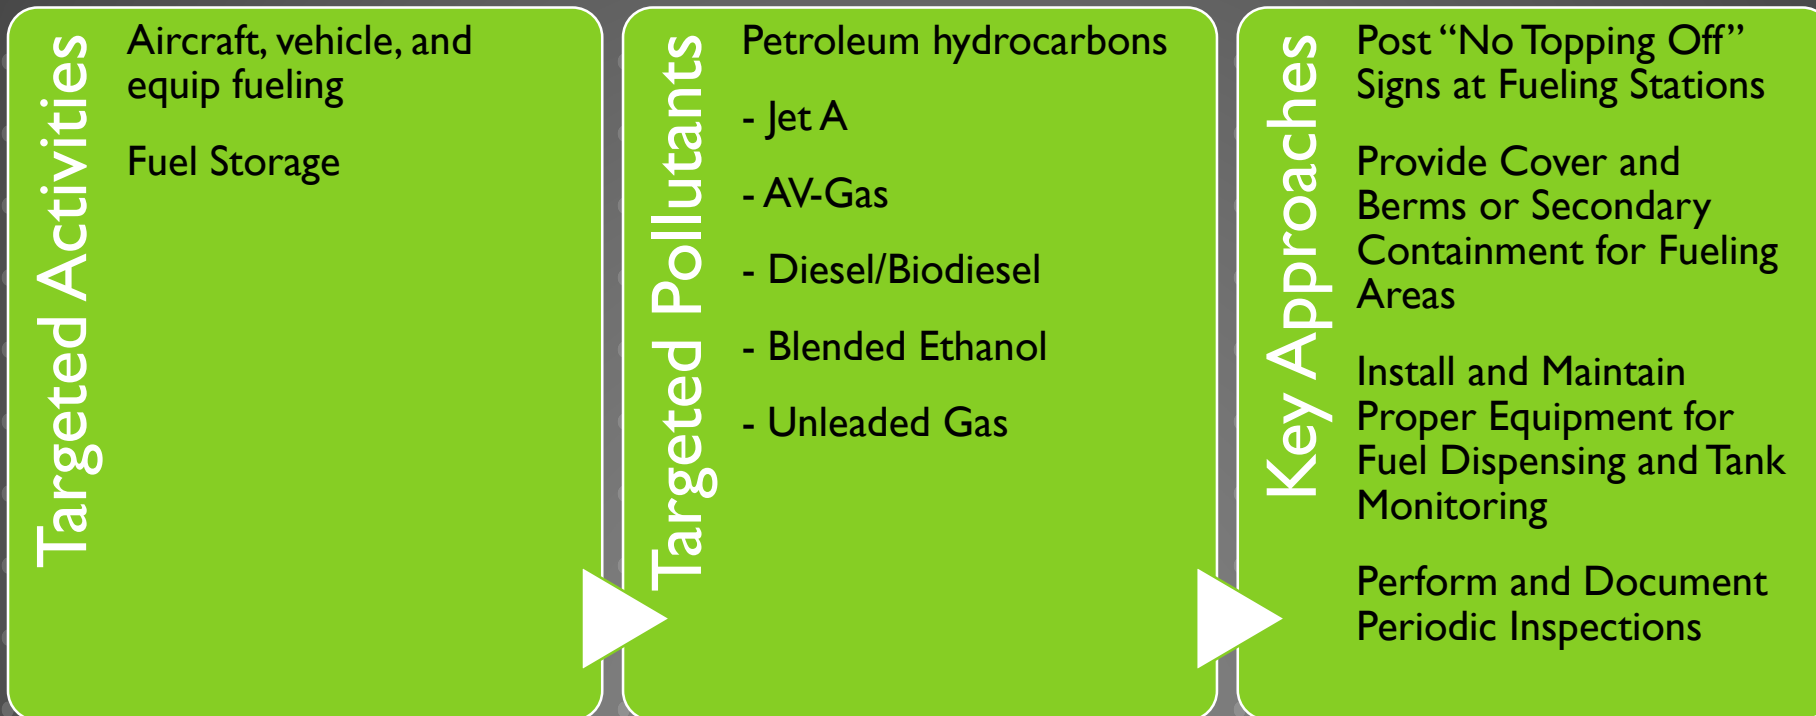 Targeted Activities
Aircraft, vehicle, and
equip fueling
Fuel Storage
Targeted Pollutants
Petroleum hydrocarbons
- Jet A
- AV-Gas
- Diesel/Biodiesel
- Blended Ethanol
- Unleaded Gas
Key Approaches
Post “No Topping Off”
Signs at Fueling Stations
Provide Cover and
Berms or Secondary
Containment for Fueling
Areas
Install and Maintain
Proper Equipment for
Fuel Dispensing and Tank
Monitoring
Perform and Document
Periodic Inspections